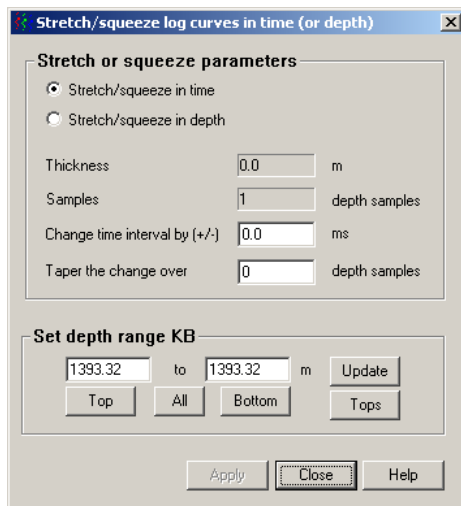 Stretch/squeeze log curves in time (or depth)
Stretch or squeeze parameters
Stretch/squeeze in time
Stretch/squeeze in depth
Thickness 0.0 m
Samples 1 depth samples
Change time interval by (+/-) 0.0 ms
Taper the change over 0 depth samples
Set depth range KB
1393.32 to 1393.32 m Update
Top All Bottom Tops
Apply Close Help